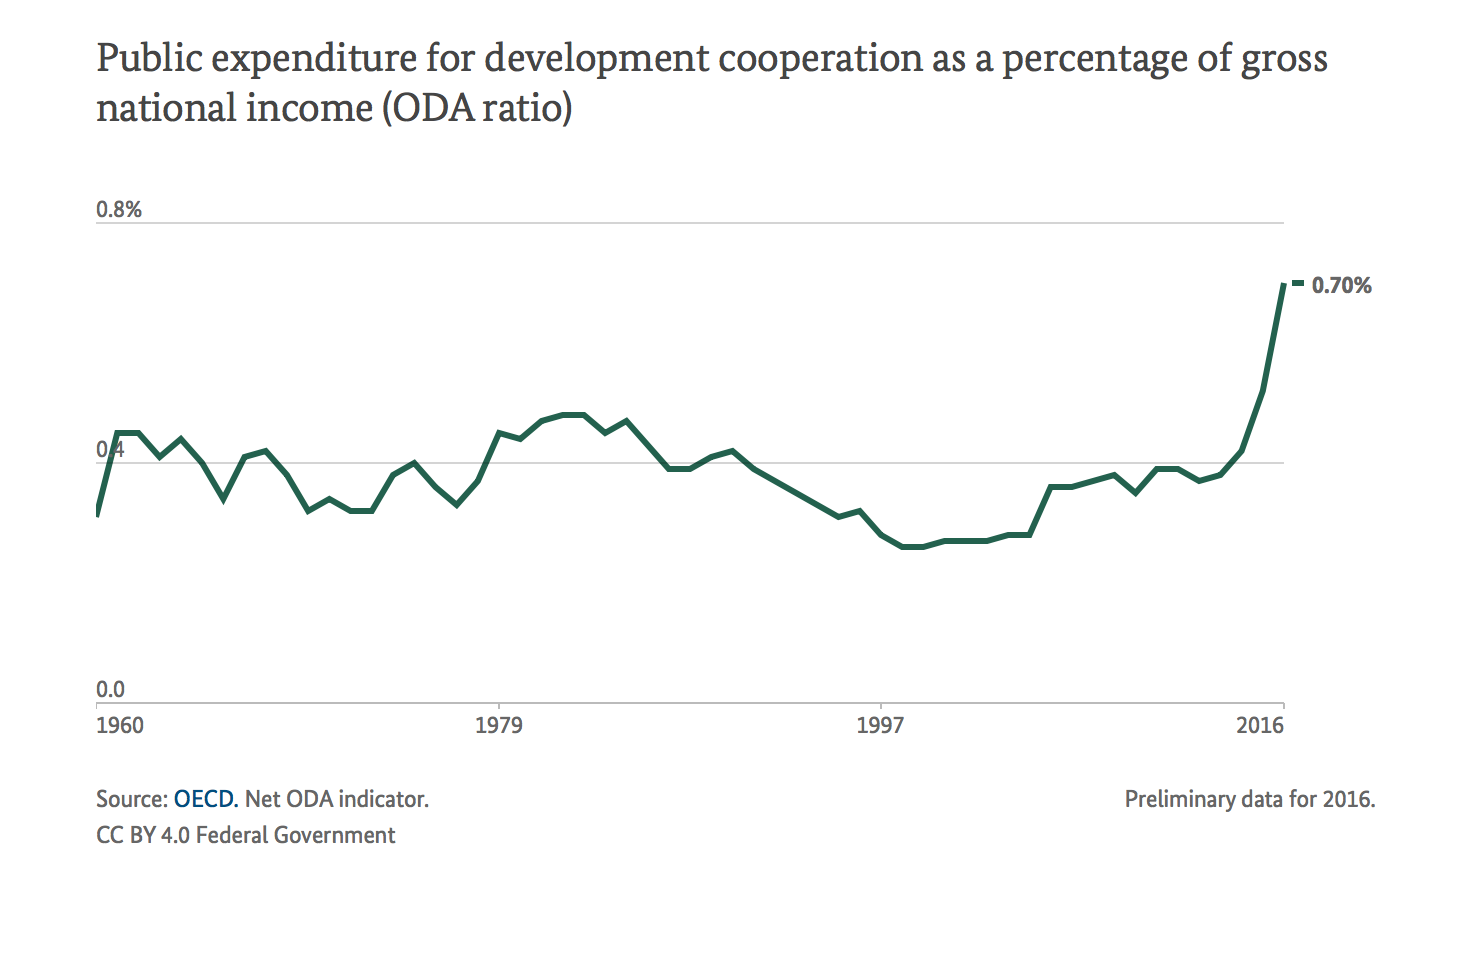 Public expenditure for development cooperation as a percentage of gross
national income (ODA ratio)
0.8%
0.70%
0.4
0.0
1960 1979 1997 2016
Source: OECD. Net ODA indicator. Preliminary data for 2016.
CC BY 4.0 Federal Government